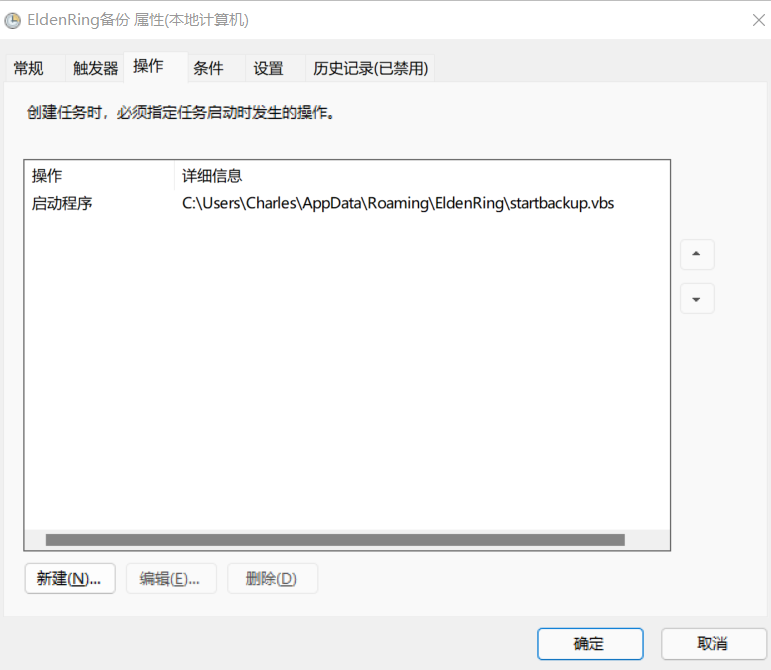 EldenRing备份 属性(本地计算机)
常规 触发器 操作 条件 设置 历史记录(已禁用)
创建任务时，必须指定任务启动时发生的操作。
操作 详细信息
启动程序 C:\Users\Charles\AppData\Roaming\EldenRing\startbackup.vbs
新建(N)... 编辑(E)... 删除(D)
确定 取消